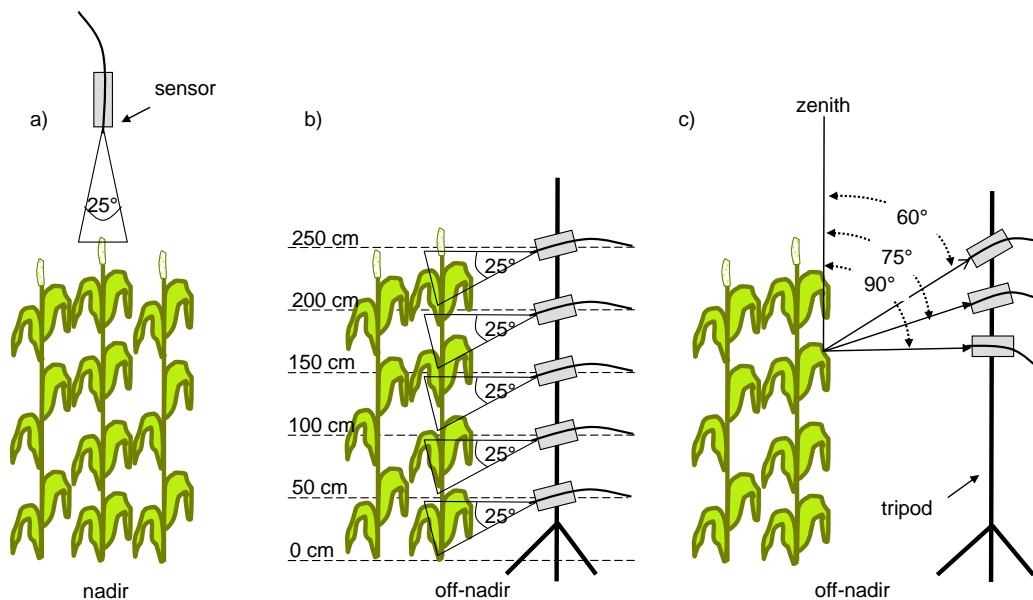 a)
sensor
25°
nadir
b)
250 cm
25°
200 cm
25°
150 cm
25°
100 cm
25°
50 cm
25°
0 cm
off-nadir
c)
zenith
60°
75°
90°
tripod
off-nadir